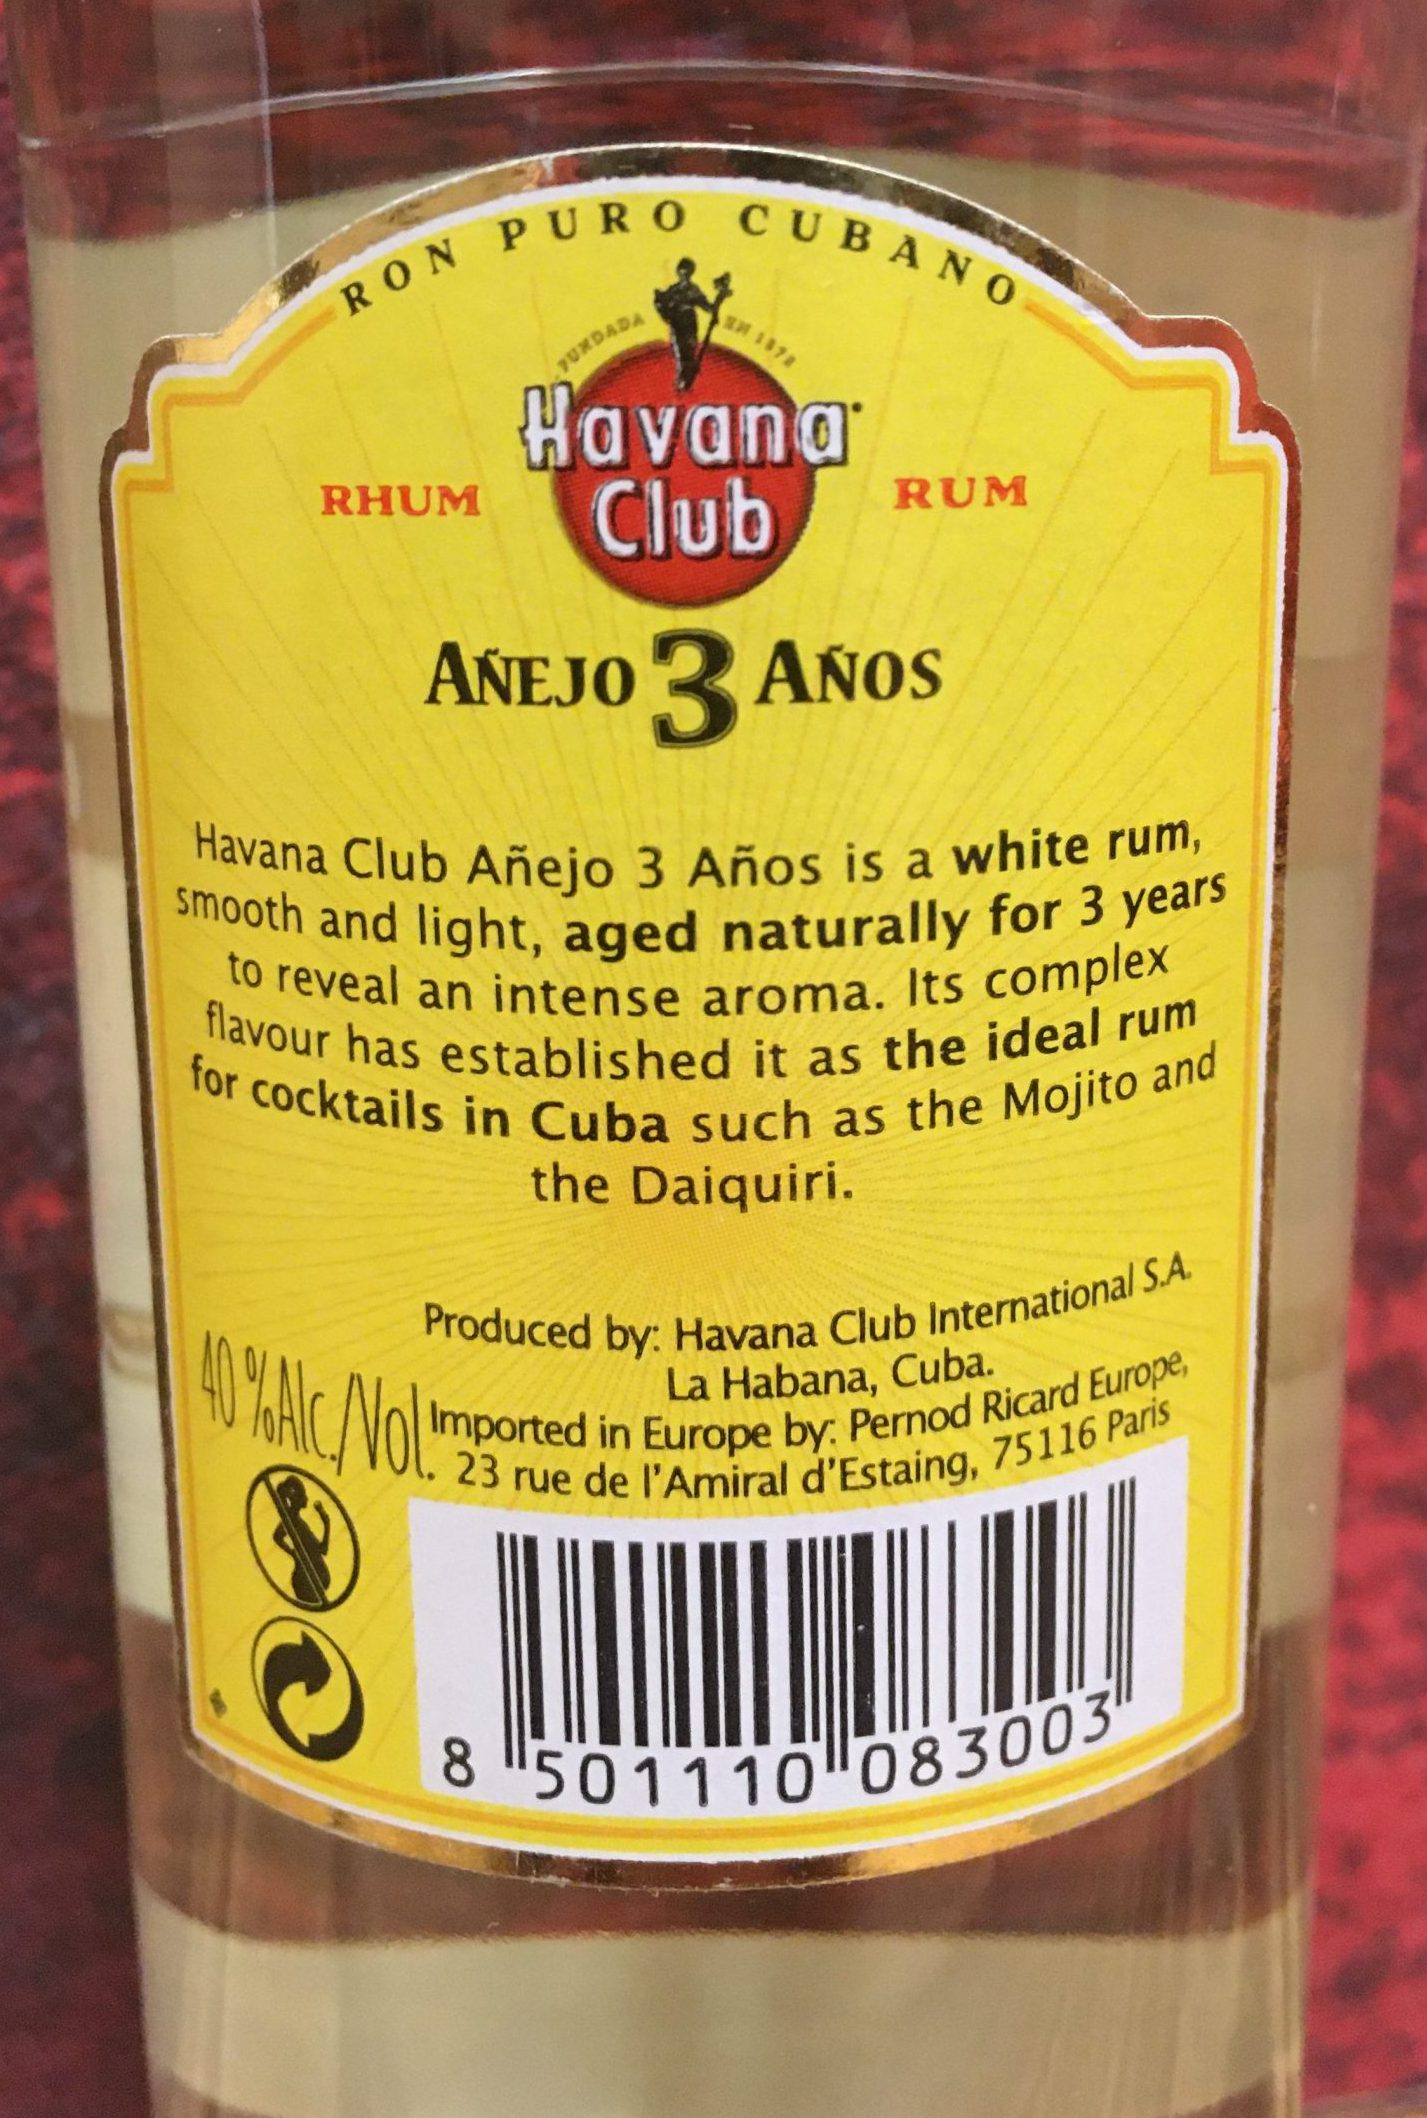 RON PURO CUBANO
FUNDADA EN 1878
Havana
Club
RHUM
RUM
AÑEJO 3 AÑOS
Havana Club Añejo 3 Años is a white rum,
smooth and light, aged naturally for 3 years
to reveal an intense aroma. Its complex
flavour has established it as the ideal rum
for cocktails in Cuba such as the Mojito and
the Daiquiri.
Produced by: Havana Club International S.A.
La Habana, Cuba.
40%Alc./Vol.
Imported in Europe by: Pernod Ricard Europe,
23 rue de l'Amiral d'Estaing, 75116 Paris
8 501110 083003